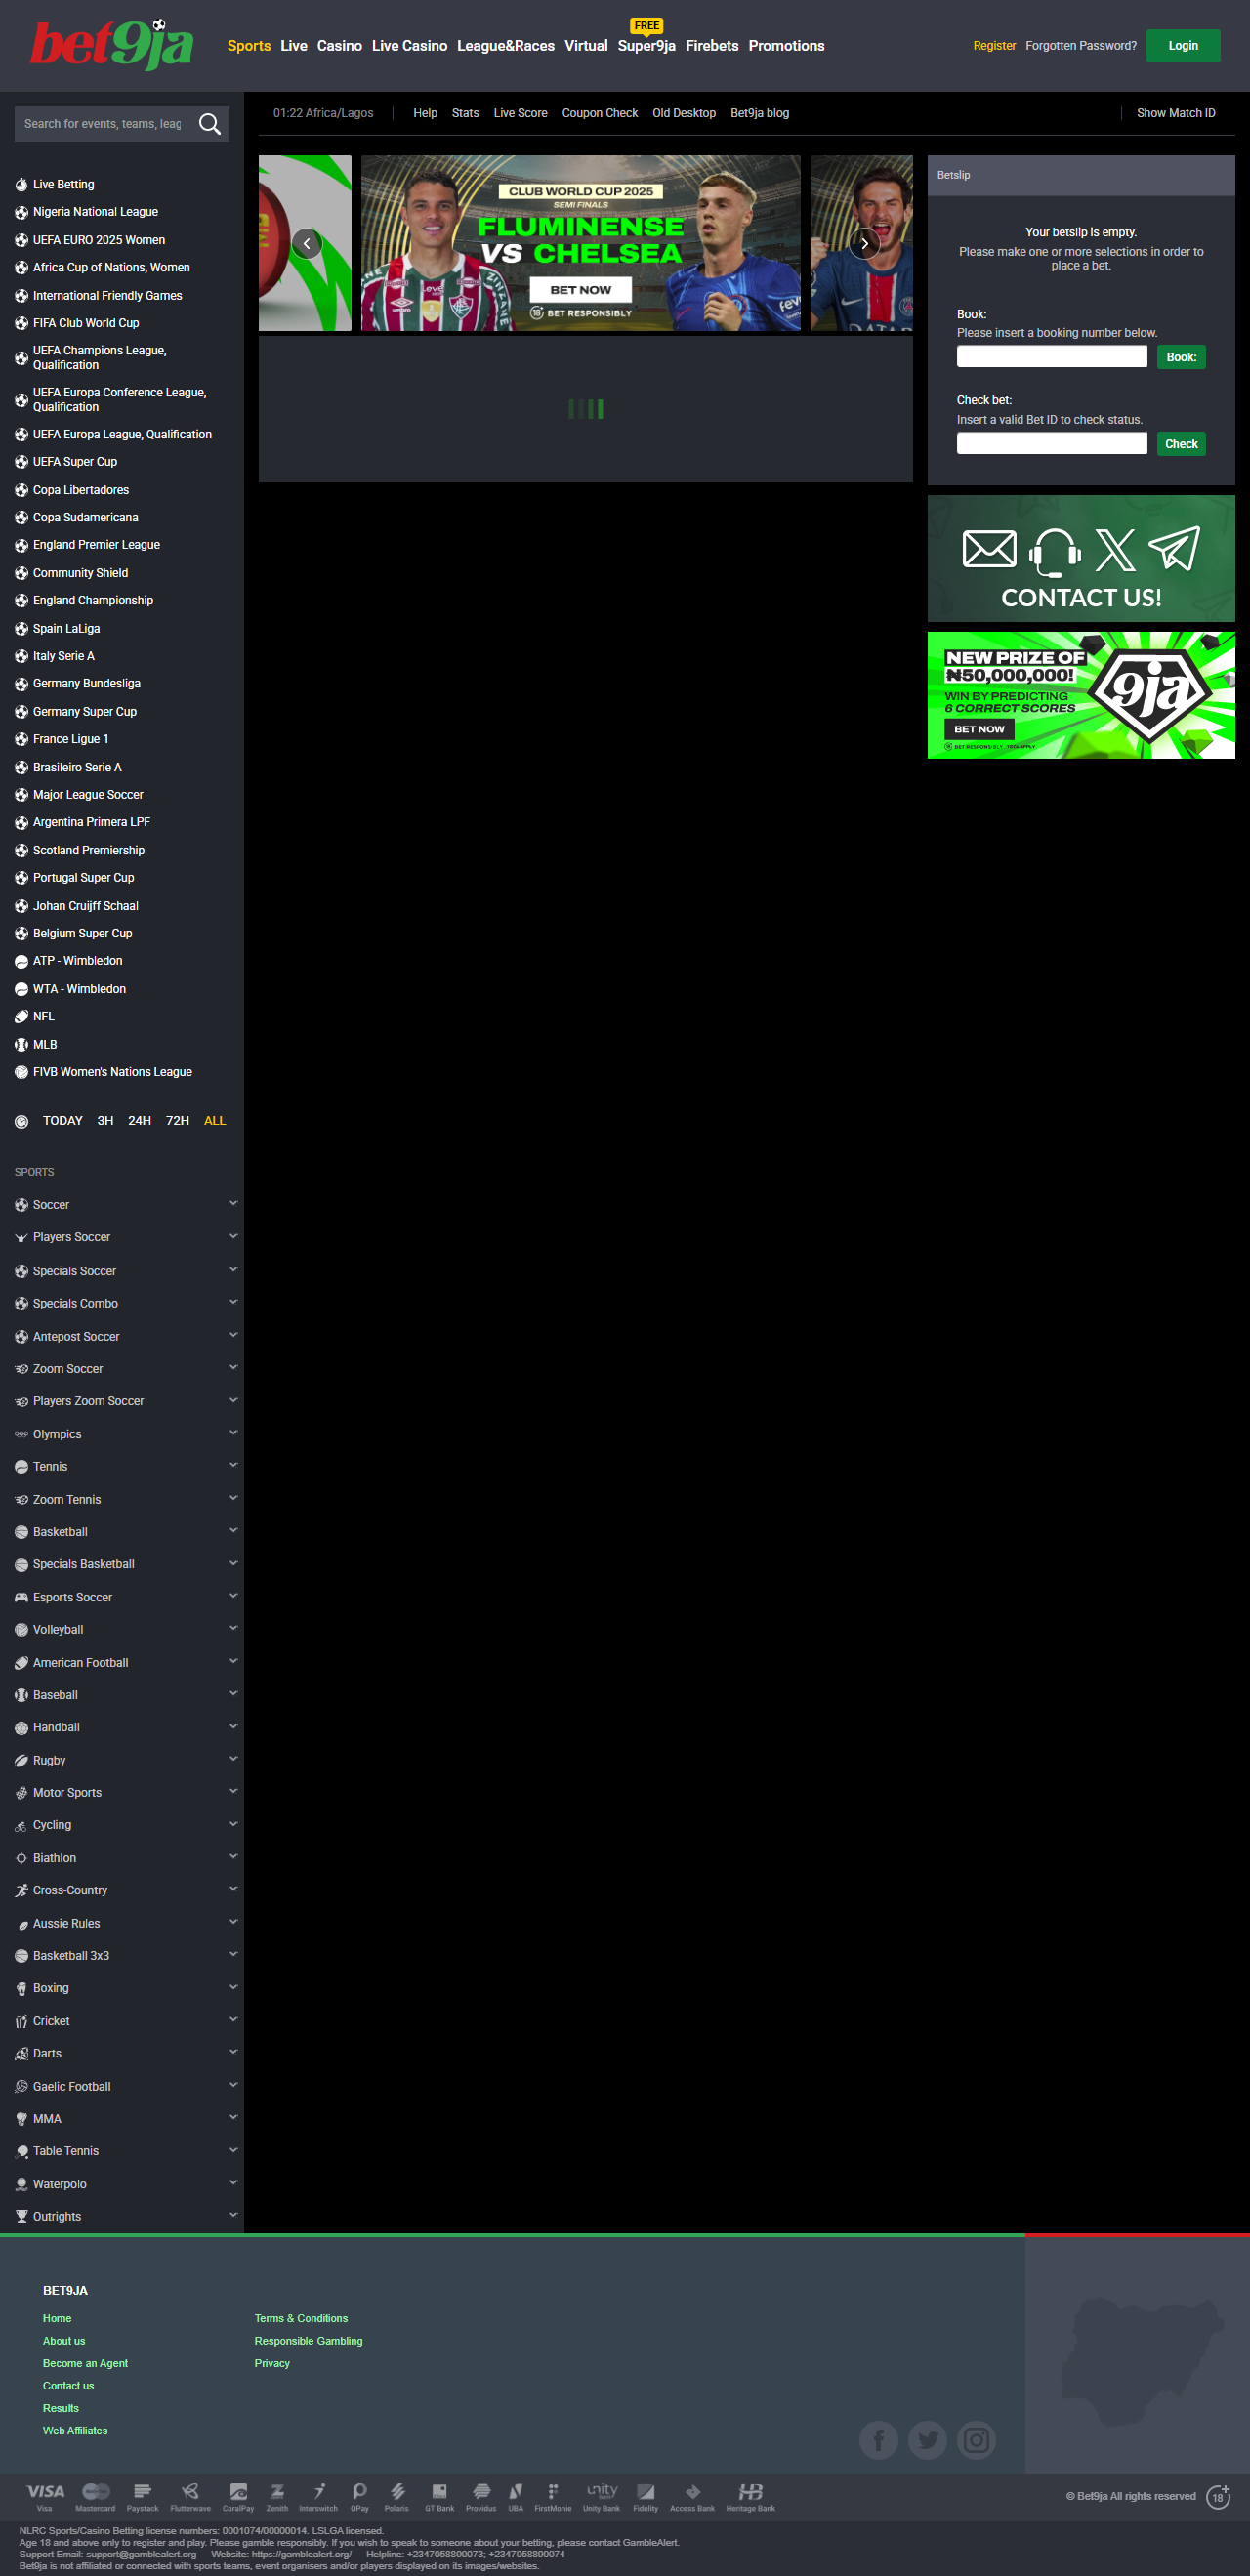 bet9ja
Sports Live Casino Live Casino League&Races Virtual Super9ja Firebets Promotions
FREE
Register Forgotten Password? Login
Search for events, teams, leag
01:22 Africa/Lagos Help Stats Live Score Coupon Check Old Desktop Bet9ja blog Show Match ID
Live Betting
Nigeria National League
UEFA EURO 2025 Women
Africa Cup of Nations, Women
International Friendly Games
FIFA Club World Cup
UEFA Champions League,
Qualification
UEFA Europa Conference League,
Qualification
UEFA Europa League, Qualification
UEFA Super Cup
Copa Libertadores
Copa Sudamericana
England Premier League
Community Shield
England Championship
Spain LaLiga
Italy Serie A
Germany Bundesliga
Germany Super Cup
France Ligue 1
Brasileiro Serie A
Major League Soccer
Argentina Primera LPF
Scotland Premiership
Portugal Super Cup
Johan Cruijff Schaal
Belgium Super Cup
ATP - Wimbledon
WTA - Wimbledon
NFL
MLB
FIVB Women's Nations League
TODAY 3H 24H 72H ALL
SPORTS
Soccer
Players Soccer
Specials Soccer
Specials Combo
Antepost Soccer
Zoom Soccer
Players Zoom Soccer
Olympics
Tennis
Zoom Tennis
Basketball
Specials Basketball
Esports Soccer
Volleyball
American Football
Baseball
Handball
Rugby
Motor Sports
Cycling
Biathlon
Cross-Country
Aussie Rules
Basketball 3x3
Boxing
Cricket
Darts
Gaelic Football
MMA
Table Tennis
Waterpolo
Outrights
CLUB WORLD CUP 2025
SEMI FINALS
FLUMINENSE
VS CHELSEA
BET NOW
18+ BET RESPONSIBLY
Betslip
Your betslip is empty.
Please make one or more selections in order to
place a bet.
Book:
Please insert a booking number below.
Book:
Check bet:
Insert a valid Bet ID to check status.
Check
CONTACT US!
NEW PRIZE OF
₦50,000,000!
WIN BY PREDICTING
6 CORRECT SCORES
BET NOW
BET RESPONSIBLY
9ja
BET9JA
Home
About us
Become an Agent
Contact us
Results
Web Affiliates
Terms & Conditions
Responsible Gambling
Privacy
VISA unity HB
Visa Mastercard Paystack Flutterwave CoralPay Zenith Interswitch OPay Polaris GT Bank Providus UBA FirstMonie Unity Bank Fidelity Access Bank Heritage Bank
© Bet9ja All rights reserved 18+
NLRC Sports/Casino Betting license numbers: 0001074/00000014. LSLGA licensed.
Age 18 and above only to register and play. Please gamble responsibly. If you wish to speak to someone about your betting, please contact GambleAlert.
Support Email: support@gamblealert.org Website: https://gamblealert.org/ Helpline: +2347058890073; +2347058890074
Bet9ja is not affiliated or connected with sports teams, event organisers and/or players displayed on its images/websites.